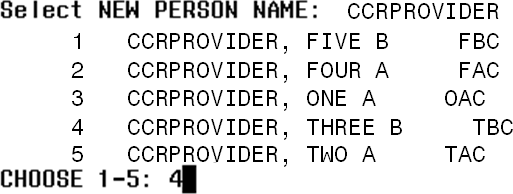 Select NEW PERSON NAME: CCRPROVIDER
1 CCRPROVIDER, FIVE B FBC
2 CCRPROVIDER, FOUR A FAC
3 CCRPROVIDER, ONE A OAC
4 CCRPROVIDER, THREE B TBC
5 CCRPROVIDER, TWO A TAC
CHOOSE 1-5: 4